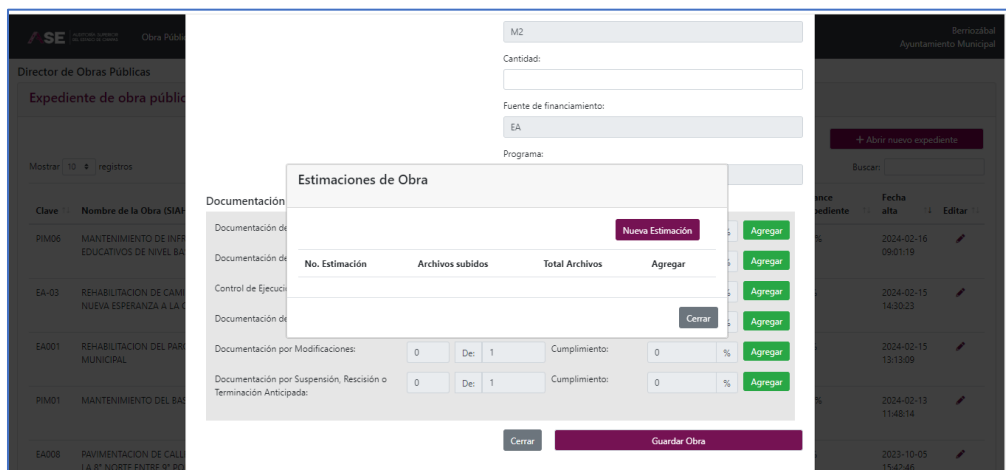 ASE
Obra Públi
Berriozábal
Ayuntamiento Municipal
Director de Obras Públicas
Expediente de obra públic
+ Abrir nuevo expediente
Mostrar 10 registros
Buscar:
M2
Cantidad:
Fuente de financiamiento:
EA
Programa:
Clave Nombre de la Obra (SIAH
ance
pediente
Fecha
alta
Editar
PIM06 MANTENIMIENTO DE INFR
EDUCATIVOS DE NIVEL BA
% 2024-02-16
09:01:19
EA-03 REHABILITACION DE CAMI
NUEVA ESPERANZA A LA C
2024-02-15
14:30:23
EA001 REHABILITACION DEL PAR
MUNICIPAL
2024-02-15
13:13:09
PIM01 MANTENIMIENTO DEL BAS
% 2024-02-13
11:46:14
EA008 PAVIMENTACION DE CALL
LA 6ª NORTE ENTRE 9ª PO
2023-10-05
15:42:46
Documentación
Documentación de Agregar
Documentación de Agregar
Control de Ejecuci Agregar
Documentación de Agregar
Documentación por Modificaciones: 0 De: 1 Cumplimiento: 0 % Agregar
Documentación por Suspensión, Rescisión o
Terminación Anticipada:
0 De: 1 Cumplimiento: 0 % Agregar
Cerrar Guardar Obra
Estimaciones de Obra
Nueva Estimación
No. Estimación Archivos subidos Total Archivos Agregar
Cerrar